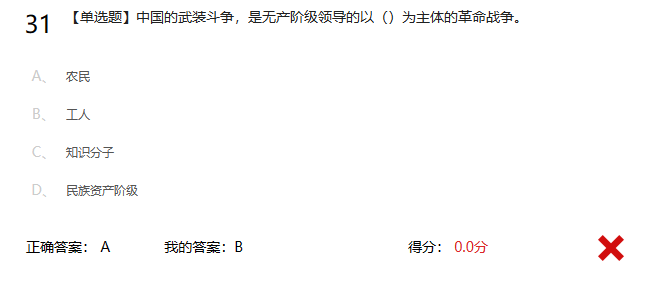 31 【单选题】中国的武装斗争，是无产阶级领导的以（）为主体的革命战争。
A、 农民
B、 工人
C、 知识分子
D、 民族资产阶级
正确答案： A 我的答案：B 得分： 0.0分